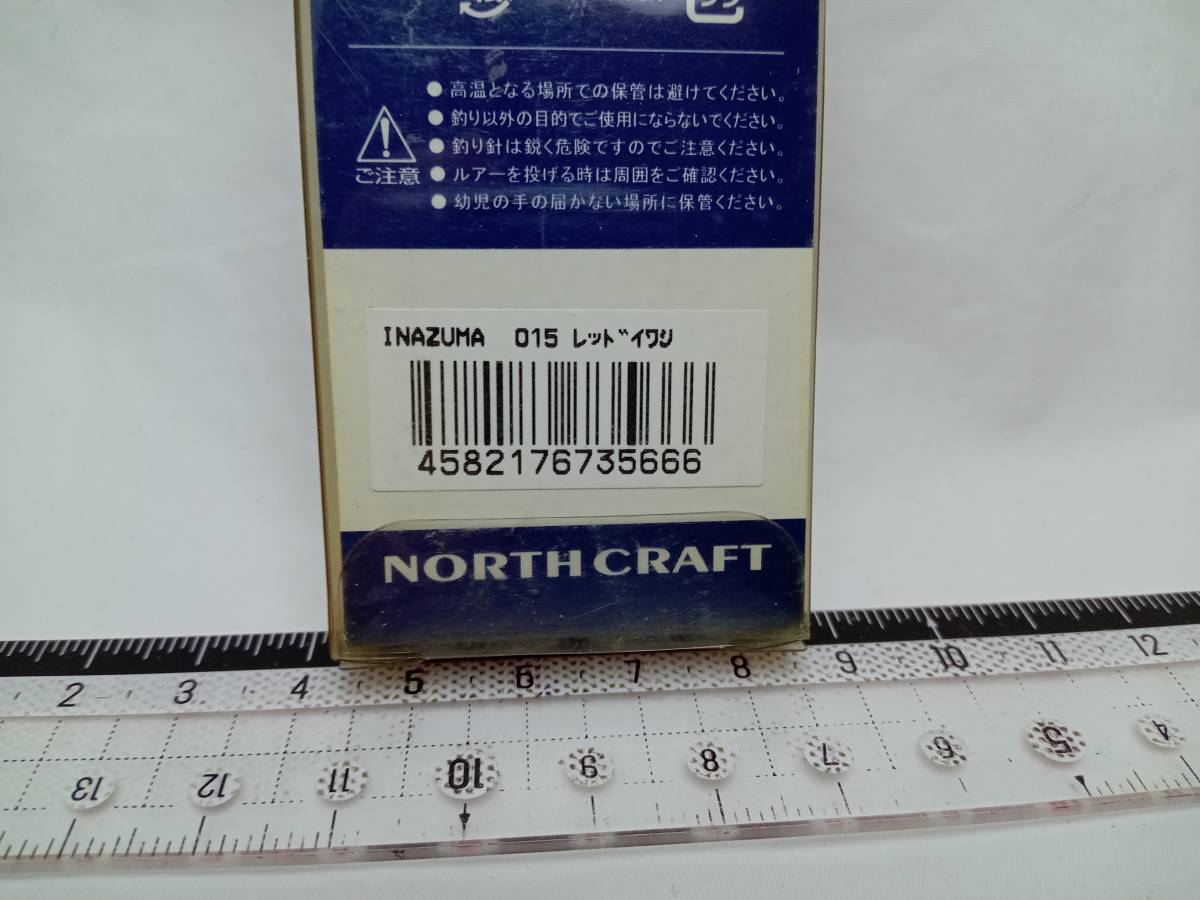 ● 高温となる場所での保管は避けてください。
● 釣り以外の目的でご使用にならないでください。
● 釣り針は鋭く危険ですのでご注意ください。
● ルアーを投げる時は周囲をご確認ください。
● 幼児の手の届かない場所に保管ください。
ご注意
INAZUMA 015 レッドイワシ
4582176735666
NORTH CRAFT
2 3 4 5 6 7 8 9 10 11 12
13 12 11 10 9 8 7 6 5 4